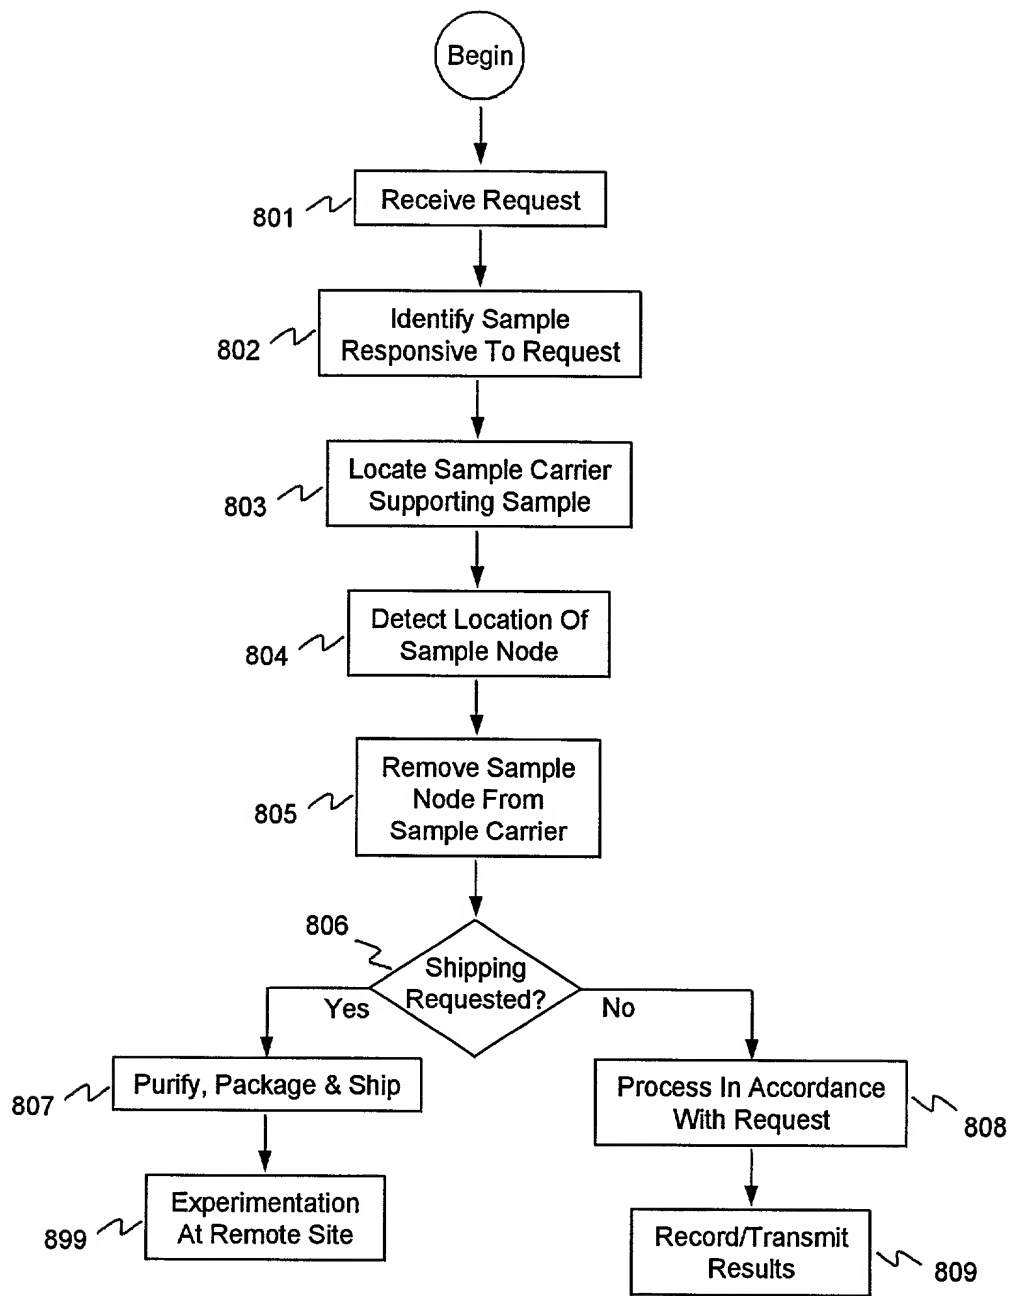 Begin
Receive Request
801
Identify Sample
Responsive To Request
802
Locate Sample Carrier
Supporting Sample
803
Detect Location Of
Sample Node
804
Remove Sample
Node From
Sample Carrier
805
806
Shipping
Requested?
Yes
No
Purify, Package & Ship
807
Process In Accordance
With Request
808
Experimentation
At Remote Site
899
Record/Transmit
Results
809